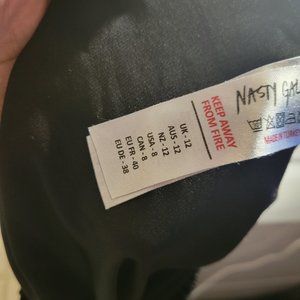 NASTY GAL
MADE IN TURKEY
KEEP AWAY
FROM FIRE
UK - 12
AUS - 12
NZ - 12
USA - 8
CAN - 8
EU FR - 40
EU DE - 38